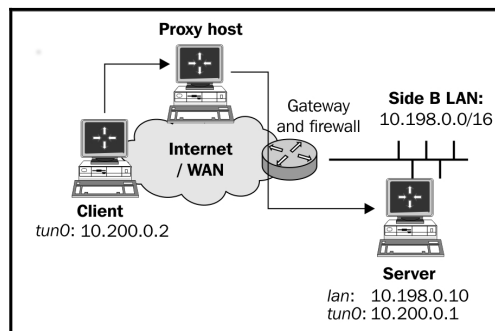 Proxy host
Gateway
and firewall
Side B LAN:
10.198.0.0/16
Internet
/ WAN
Client
tun0: 10.200.0.2
Server
lan: 10.198.0.10
tun0: 10.200.0.1